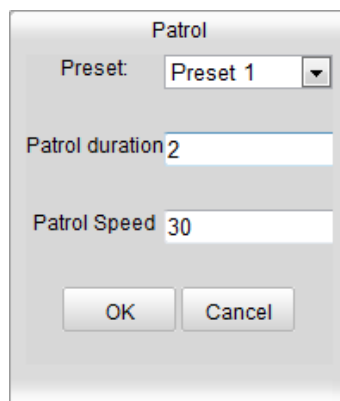 Patrol
Preset: Preset 1
Patrol duration 2
Patrol Speed 30
OK Cancel